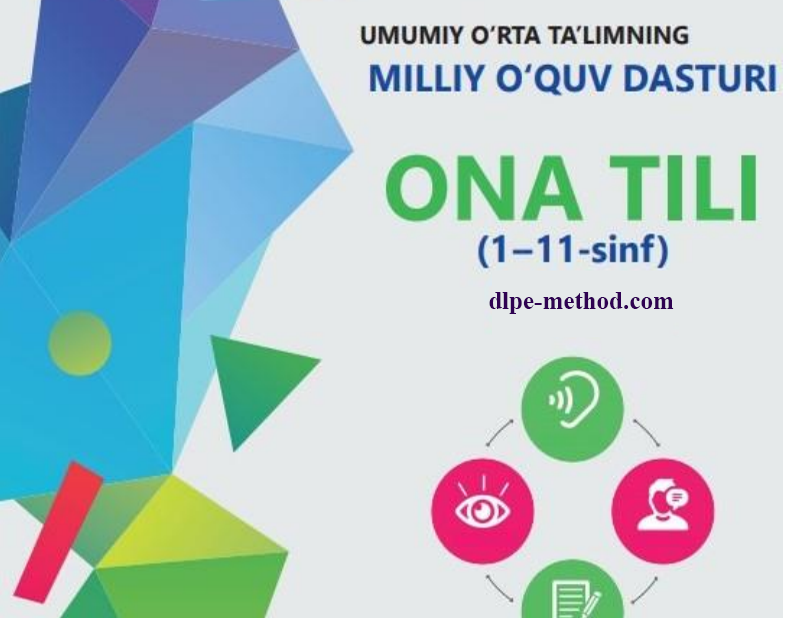 UMUMIY O’RTA TA’LIMNING
MILLIY O‘QUV DASTURI
ONA TILI
(1–11-sinf)
dlpe-method.com